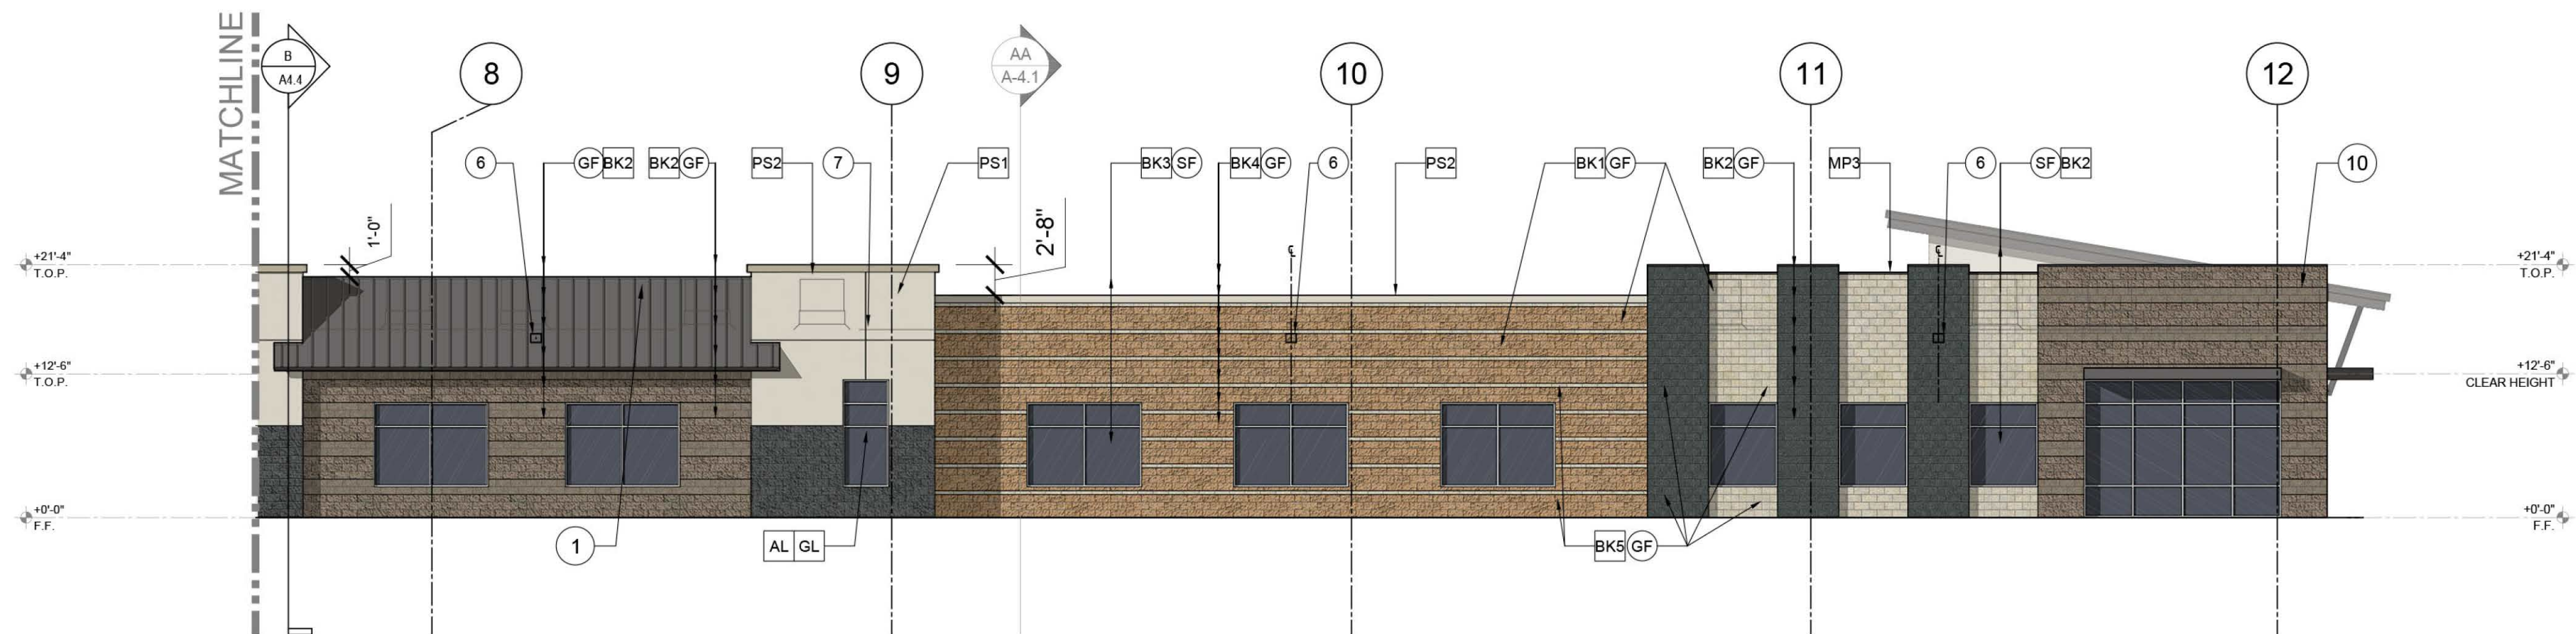 MATCHLINE
B
A4.4
8
9
AA
A-4.1
10
11
12
6
GF BK2
BK2 GF
PS2
7
PS1
BK3 SF
BK4 GF
6
PS2
BK1 GF
BK2 GF
MP3
6
SF BK2
10
1'-0"
2'-8"
℄
℄
+21'-4"
T.O.P.
+21'-4"
T.O.P.
+12'-6"
T.O.P.
+12'-6"
CLEAR HEIGHT
+0'-0"
F.F.
+0'-0"
F.F.
1
AL GL
BK5 GF